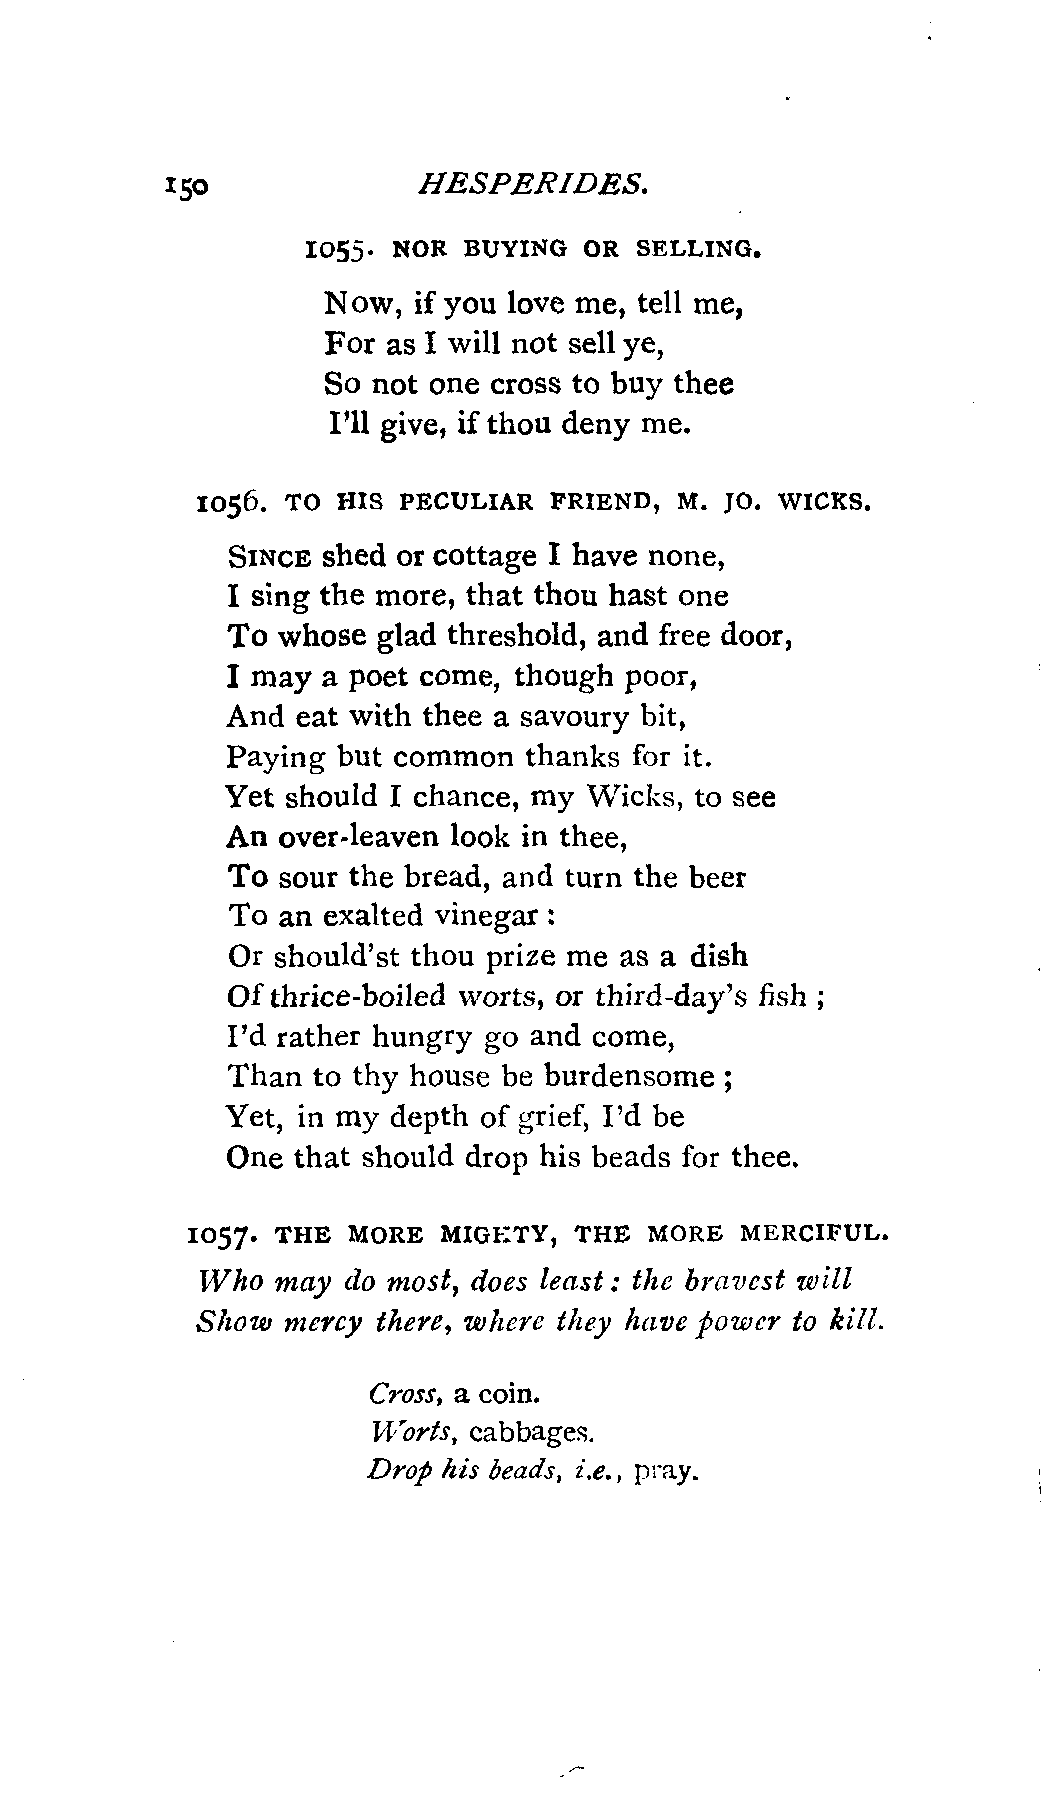 150 HESPERIDES.
1055. NOR BUYING OR SELLING.
Now, if you love me, tell me,
For as I will not sell ye,
So not one cross to buy thee
I'll give, if thou deny me.
1056. TO HIS PECULIAR FRIEND, M. JO. WICKS.
SINCE shed or cottage I have none,
I sing the more, that thou hast one
To whose glad threshold, and free door,
I may a poet come, though poor,
And eat with thee a savoury bit,
Paying but common thanks for it.
Yet should I chance, my Wicks, to see
An over-leaven look in thee,
To sour the bread, and turn the beer
To an exalted vinegar :
Or should'st thou prize me as a dish
Of thrice-boiled worts, or third-day's fish ;
I'd rather hungry go and come,
Than to thy house be burdensome ;
Yet, in my depth of grief, I'd be
One that should drop his beads for thee.
1057. THE MORE MIGHTY, THE MORE MERCIFUL.
Who may do most, does least : the bravest will
Show mercy there, where they have power to kill.
Cross, a coin.
Worts, cabbages.
Drop his beads, i.e., pray.